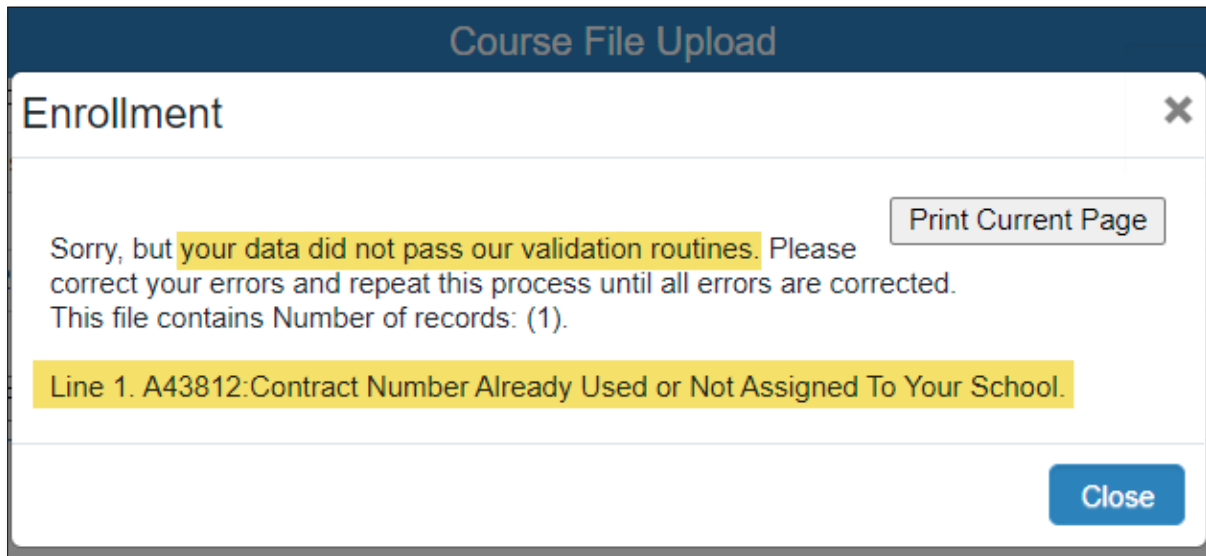 Course File Upload
Enrollment
Print Current Page
Sorry, but your data did not pass our validation routines. Please
correct your errors and repeat this process until all errors are corrected.
This file contains Number of records: (1).
Line 1. A43812:Contract Number Already Used or Not Assigned To Your School.
Close